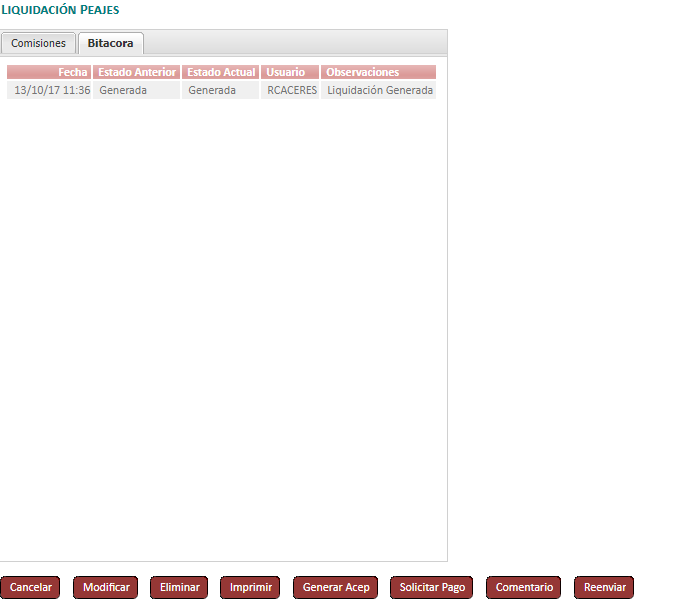 LIQUIDACIÓN PEAJES
Comisiones Bitacora
Fecha Estado Anterior Estado Actual Usuario Observaciones
13/10/17 11:36 Generada Generada RCACERES Liquidación Generada
Cancelar Modificar Eliminar Imprimir Generar Acep Solicitar Pago Comentario Reenviar